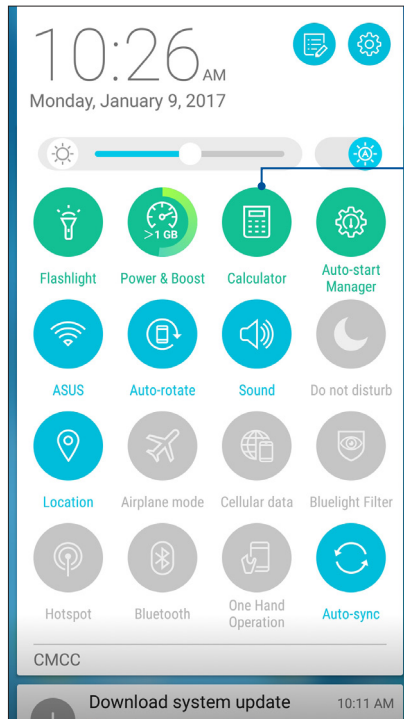 10:26 AM
Monday, January 9, 2017
A
>1 GB
Flashlight
Power & Boost
Calculator
Auto-start
Manager
ASUS
Auto-rotate
Sound
Do not disturb
Location
Airplane mode
Cellular data
Bluelight Filter
Hotspot
Bluetooth
One Hand
Operation
Auto-sync
CMCC
Download system update 10:11 AM